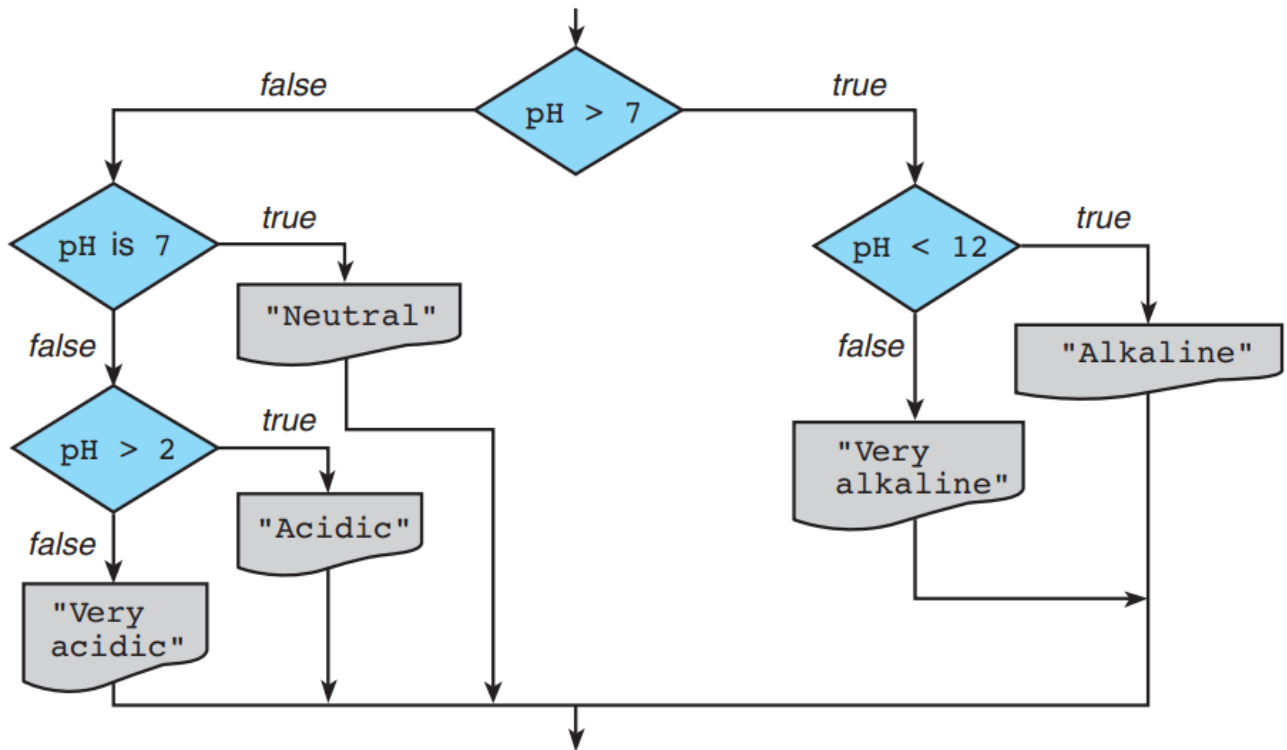 false
true
pH > 7
true
true
pH is 7
pH < 12
"Neutral"
false
false
"Alkaline"
true
pH > 2
"Very
alkaline"
"Acidic"
false
"Very
acidic"